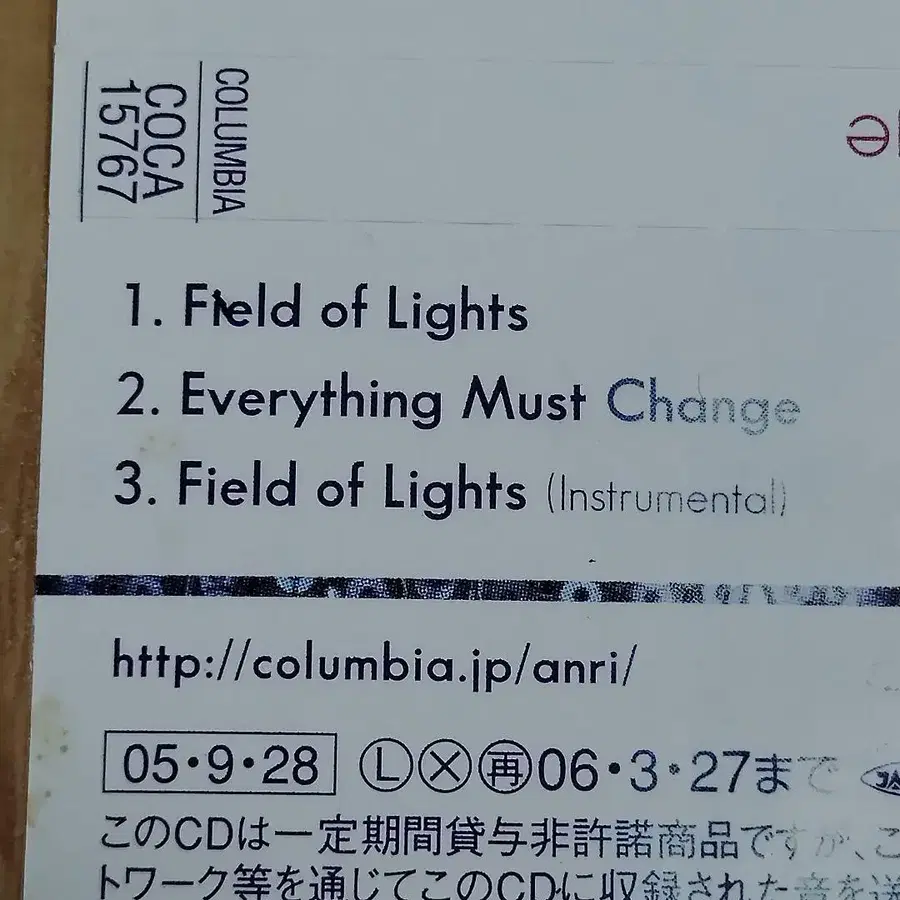 COLUMBIA
COCA
15767
1. Field of Lights
2. Everything Must Change
3. Field of Lights (Instrumental)
http://columbia.jp/anri/
05・9・28 Ⓛ Ⓧ ㊢06・3・27まで
このCDは一定期間貸与非許諾商品ですが、こ
トワーク等を通じてこのCDに収録された音を送